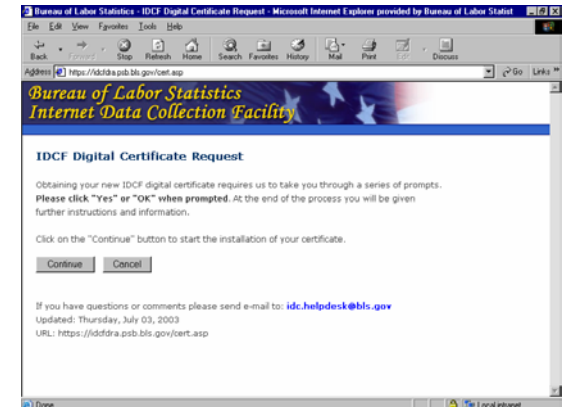 Bureau of Labor Statistics - IDCF Digital Certificate Request - Microsoft Internet Explorer provided by Bureau of Labor Statist
File Edit View Favorites Tools Help
Back Forward Stop Refresh Home Search Favorites History Mail Print Edit Discuss
Address https://idcfdra.psb.bls.gov/cert.asp Go Links »
Bureau of Labor Statistics
Internet Data Collection Facility
IDCF Digital Certificate Request
Obtaining your new IDCF digital certificate requires us to take you through a series of prompts.
Please click "Yes" or "OK" when prompted. At the end of the process you will be given
further instructions and information.
Click on the "Continue" button to start the installation of your certificate.
Continue Cancel
If you have questions or comments please send e-mail to: idc.helpdesk@bls.gov
Updated: Thursday, July 03, 2003
URL: https://idcfdra.psb.bls.gov/cert.asp
Done Local intranet